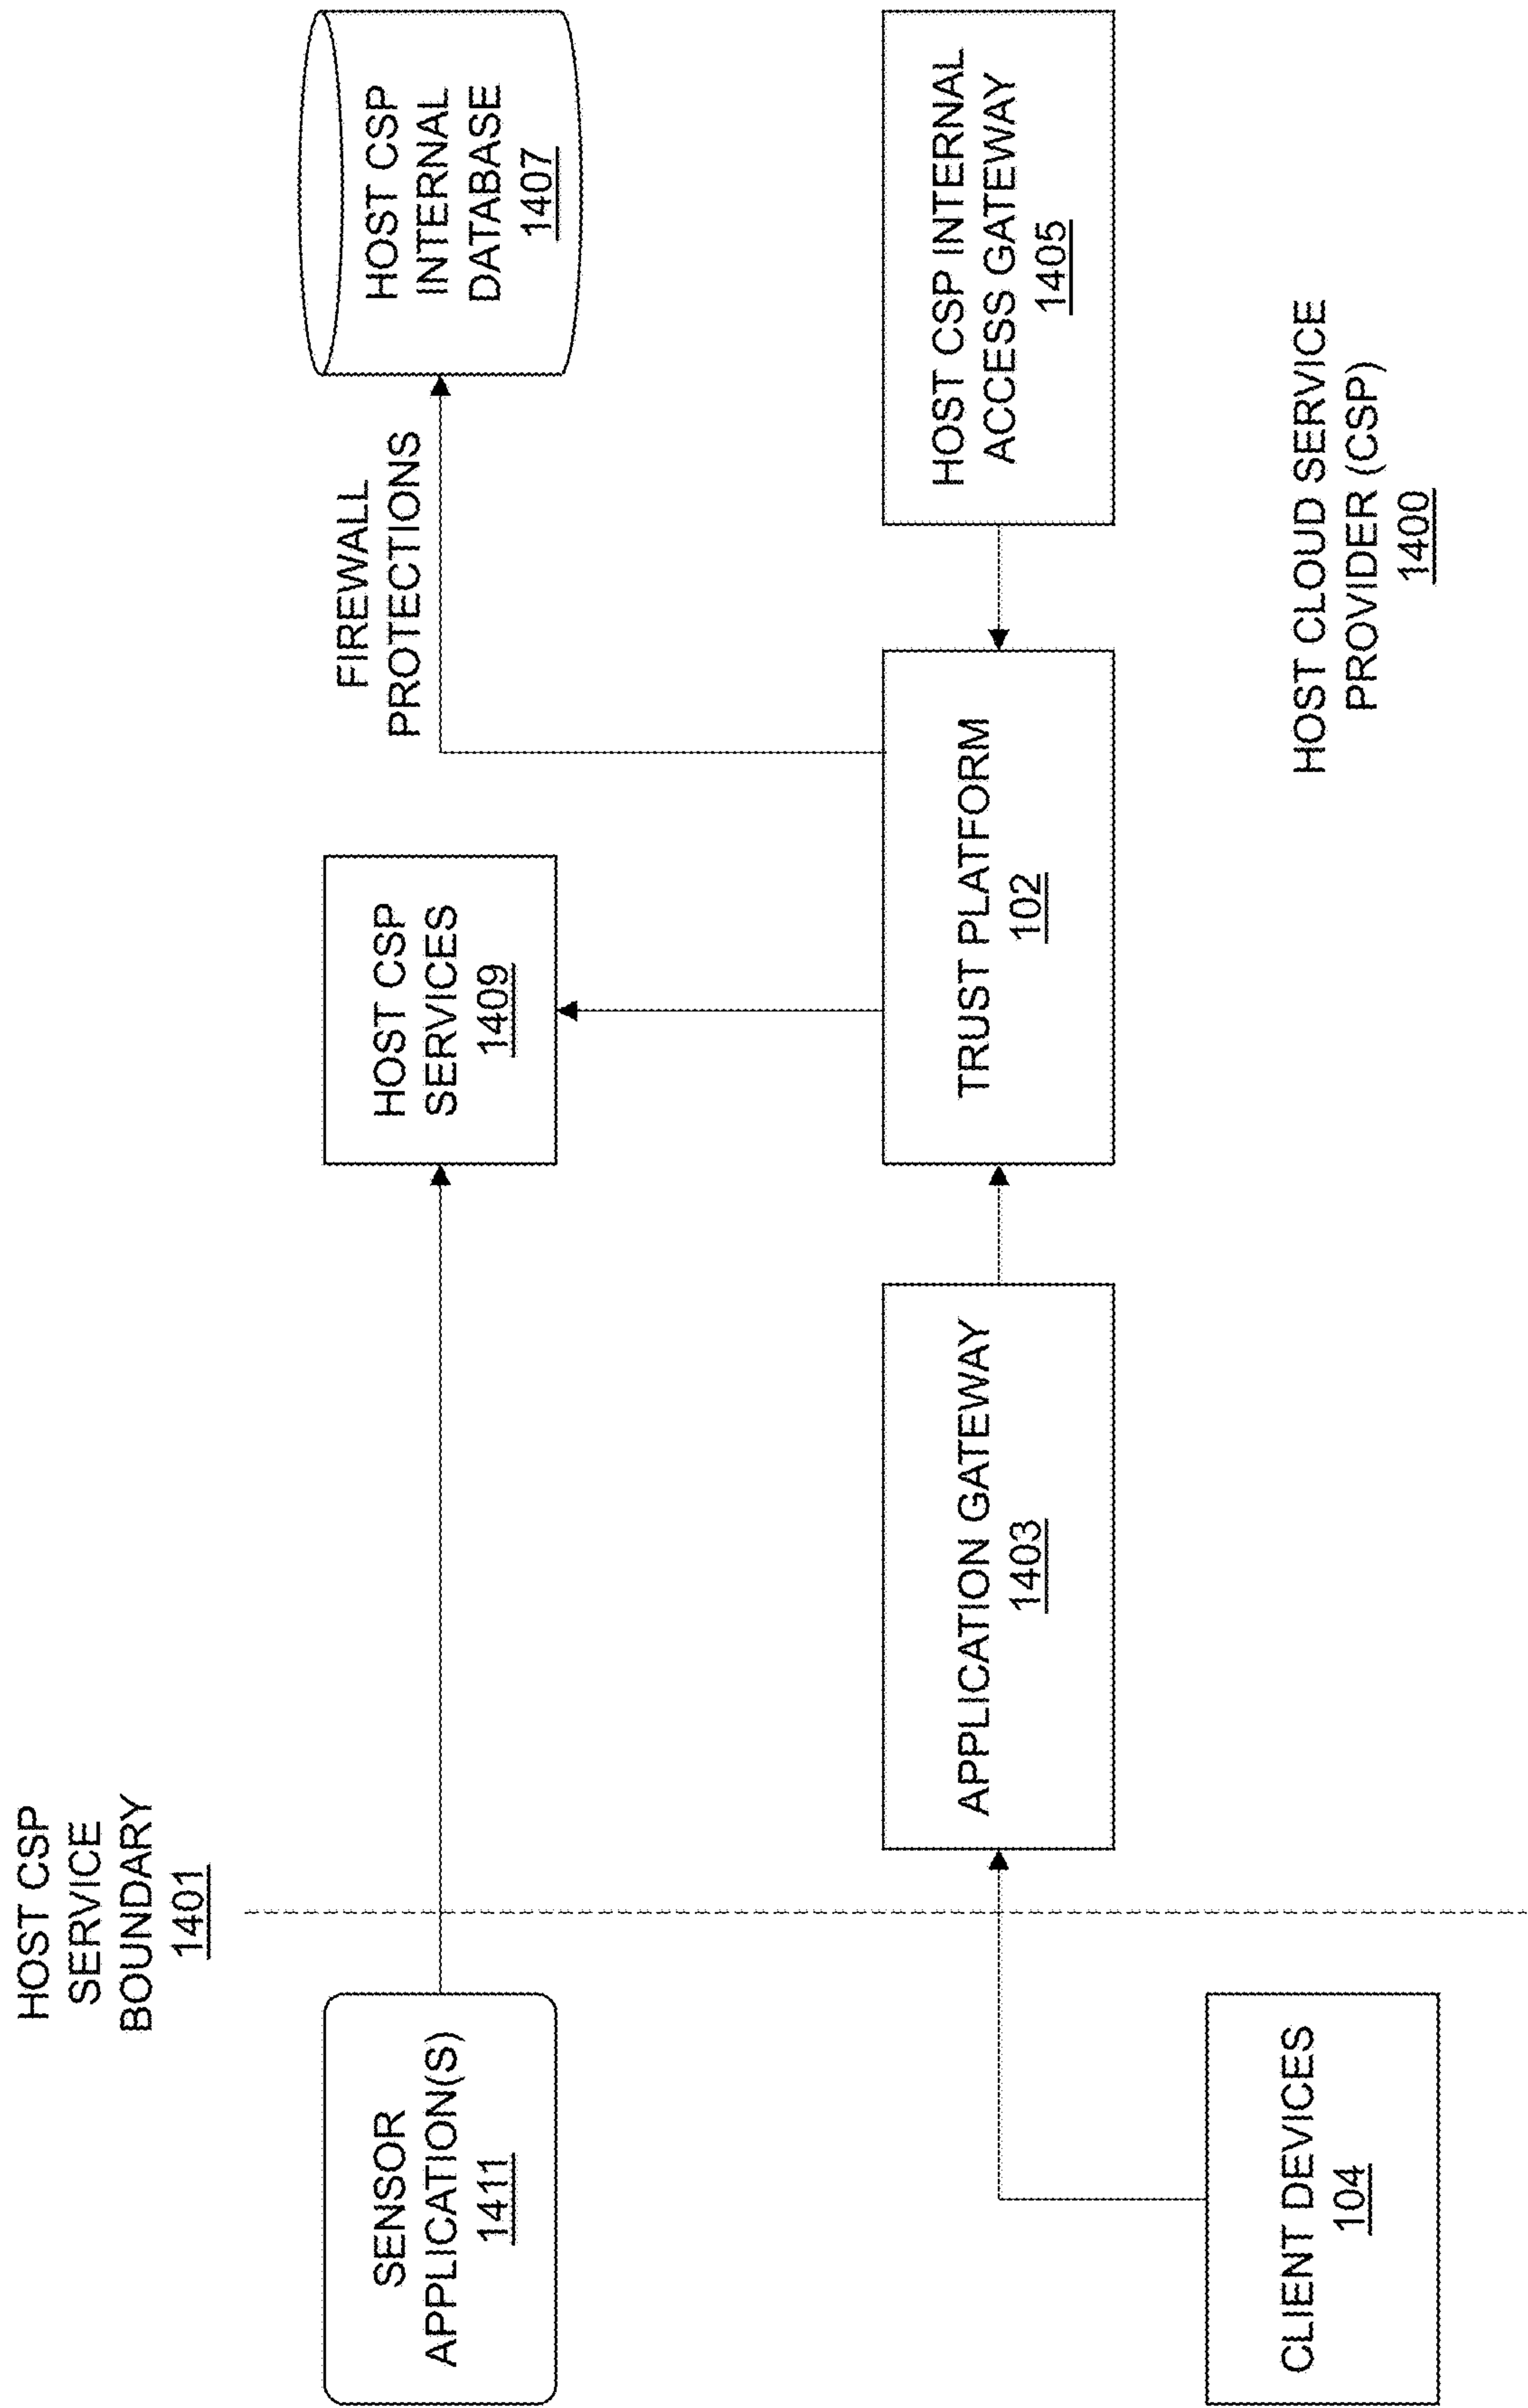 HOST CSP
SERVICE
BOUNDARY
1401
SENSOR
APPLICATION(S)
1411
HOST CSP
SERVICES
1409
FIREWALL
PROTECTIONS
HOST CSP
INTERNAL
DATABASE
1407
CLIENT DEVICES
104
APPLICATION GATEWAY
1403
TRUST PLATFORM
102
HOST CSP INTERNAL
ACCESS GATEWAY
1405
HOST CLOUD SERVICE
PROVIDER (CSP)
1400